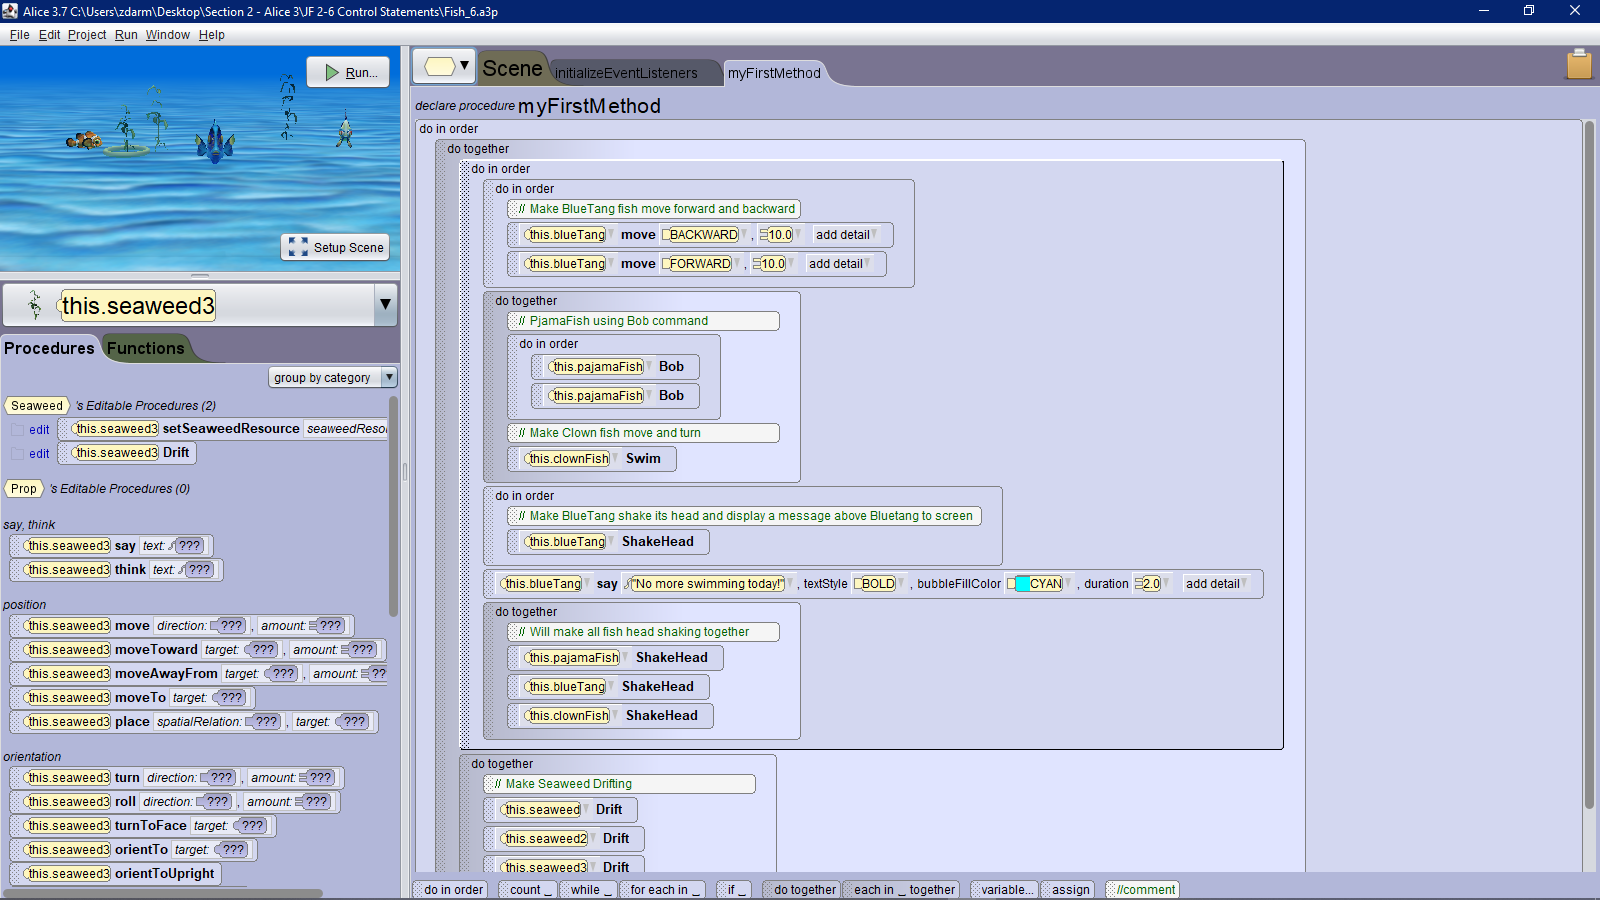 Alice 3.7 C:\Users\zdarm\Desktop\Section 2 - Alice 3\JF 2-6 Control Statements\Fish_6.a3p
File Edit Project Run Window Help
Run...
Setup Scene
this.seaweed3
Procedures Functions
group by category
Seaweed 's Editable Procedures (2)
edit this.seaweed3 setSeaweedResource seaweedResou
edit this.seaweed3 Drift
Prop 's Editable Procedures (0)
say, think
this.seaweed3 say text: ???
this.seaweed3 think text: ???
position
this.seaweed3 move direction: ??? , amount: ???
this.seaweed3 moveToward target: ??? , amount: ???
this.seaweed3 moveAwayFrom target: ??? , amount: ??
this.seaweed3 moveTo target: ???
this.seaweed3 place spatialRelation: ??? , target: ???
orientation
this.seaweed3 turn direction: ??? , amount: ???
this.seaweed3 roll direction: ??? , amount: ???
this.seaweed3 turnToFace target: ???
this.seaweed3 orientTo target: ???
this.seaweed3 orientToUpright
Scene initializeEventListeners myFirstMethod
declare procedure myFirstMethod
do in order
do together
do in order
do in order
// Make BlueTang fish move forward and backward
this.blueTang move BACKWARD , 10.0 add detail
this.blueTang move FORWARD , 10.0 add detail
do together
// PjamaFish using Bob command
do in order
this.pajamaFish Bob
this.pajamaFish Bob
// Make Clown fish move and turn
this.clownFish Swim
do in order
// Make BlueTang shake its head and display a message above Bluetang to screen
this.blueTang ShakeHead
this.blueTang say "No more swimming today!" , textStyle BOLD , bubbleFillColor CYAN , duration 2.0 add detail
do together
// Will make all fish head shaking together
this.pajamaFish ShakeHead
this.blueTang ShakeHead
this.clownFish ShakeHead
do together
// Make Seaweed Drifting
this.seaweed Drift
this.seaweed2 Drift
this.seaweed3 Drift
do in order count _ while _ for each in _ if _ do together each in _ together variable... assign //comment